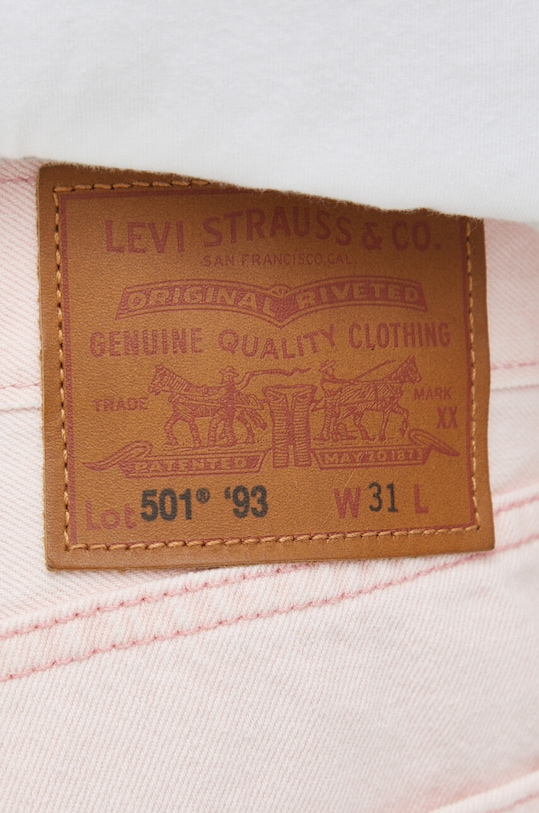 LEVI STRAUSS & CO.
SAN FRANCISCO, CAL.
ORIGINAL RIVETED
GENUINE QUALITY CLOTHING
TRADE MARK
XX
PATENTED MAY 20 187
Lot 501® '93 W 31 L